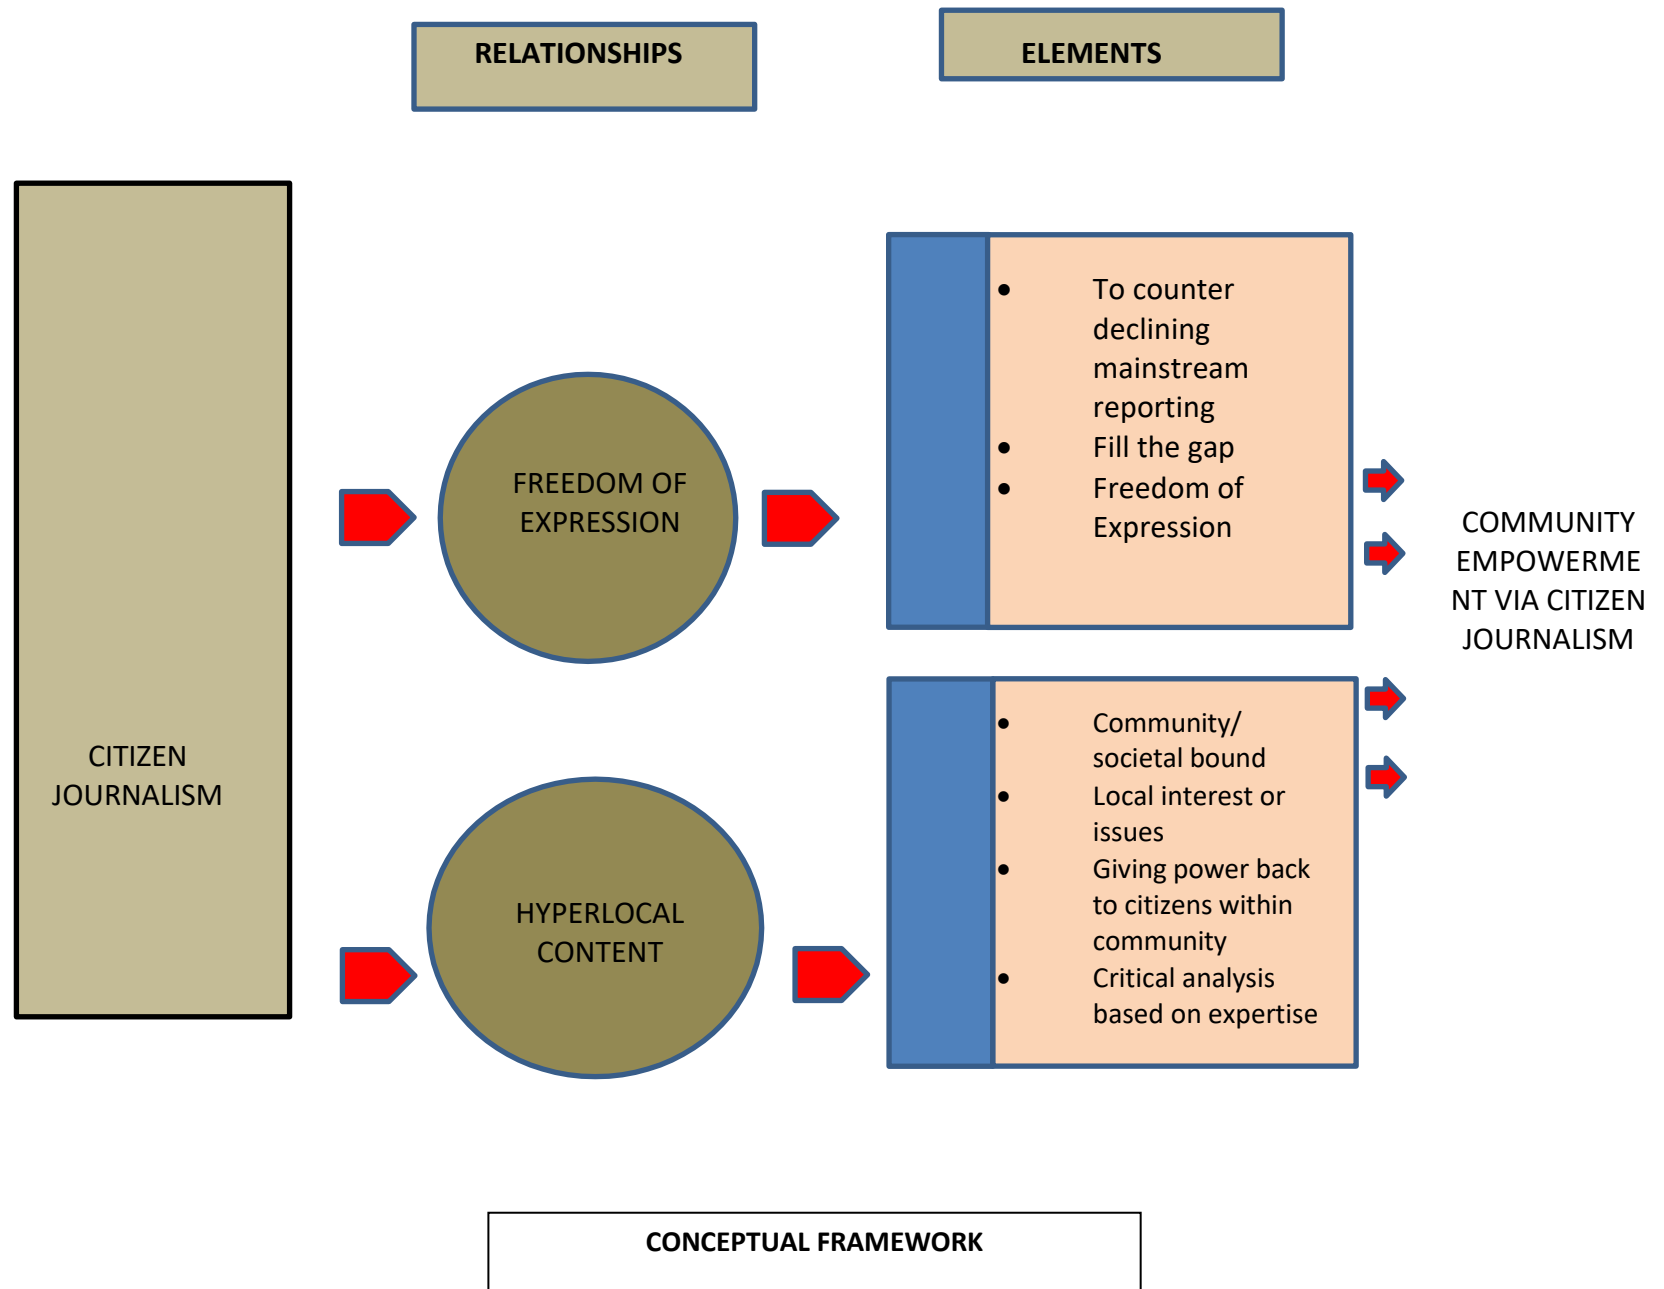 RELATIONSHIPS
ELEMENTS
CITIZEN
JOURNALISM
FREEDOM OF
EXPRESSION
• To counter
declining
mainstream
reporting
• Fill the gap
• Freedom of
Expression
COMMUNITY
EMPOWERME
NT VIA CITIZEN
JOURNALISM
HYPERLOCAL
CONTENT
• Community/
societal bound
• Local interest or
issues
• Giving power back
to citizens within
community
• Critical analysis
based on expertise
CONCEPTUAL FRAMEWORK